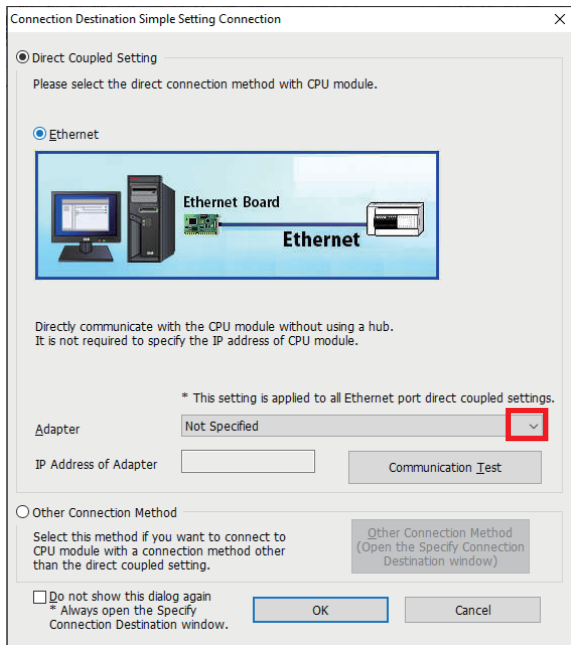 Connection Destination Simple Setting Connection
Direct Coupled Setting
Please select the direct connection method with CPU module.
Ethernet
Ethernet Board
Ethernet
Directly communicate with the CPU module without using a hub.
It is not required to specify the IP address of CPU module.
* This setting is applied to all Ethernet port direct coupled settings.
Adapter
Not Specified
IP Address of Adapter
Communication Test
Other Connection Method
Select this method if you want to connect to
CPU module with a connection method other
than the direct coupled setting.
Other Connection Method
(Open the Specify Connection
Destination window)
Do not show this dialog again
* Always open the Specify
Connection Destination window.
OK
Cancel